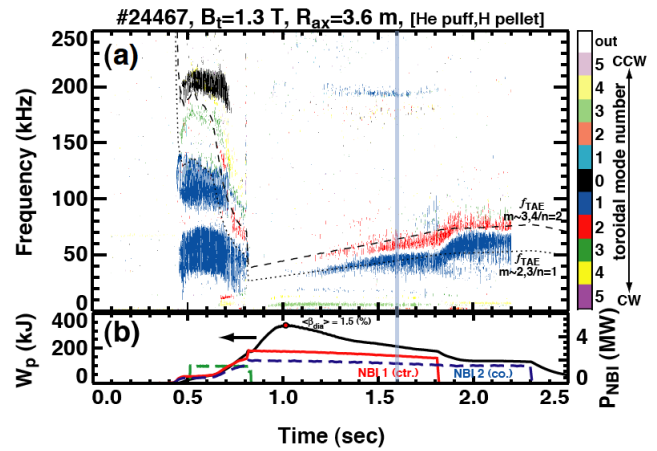 #24467, Bt=1.3 T, Rax=3.6 m, [He puff,H pellet]
(a)
250
200
150
100
50
0
Frequency (kHz)
fTAE
m~3,4/n=2
fTAE
m~2,3/n=1
out
5
4
3
2
1
0
1
2
3
4
5
CCW
toroidal mode number
CW
(b)
<βdia> = 1.5 (%)
400
200
0
Wp (kJ)
NBI 1 (ctr.)
NBI 2 (co.)
4
2
0
PNBI (MW)
0.0
0.5
1.0
1.5
2.0
2.5
Time (sec)